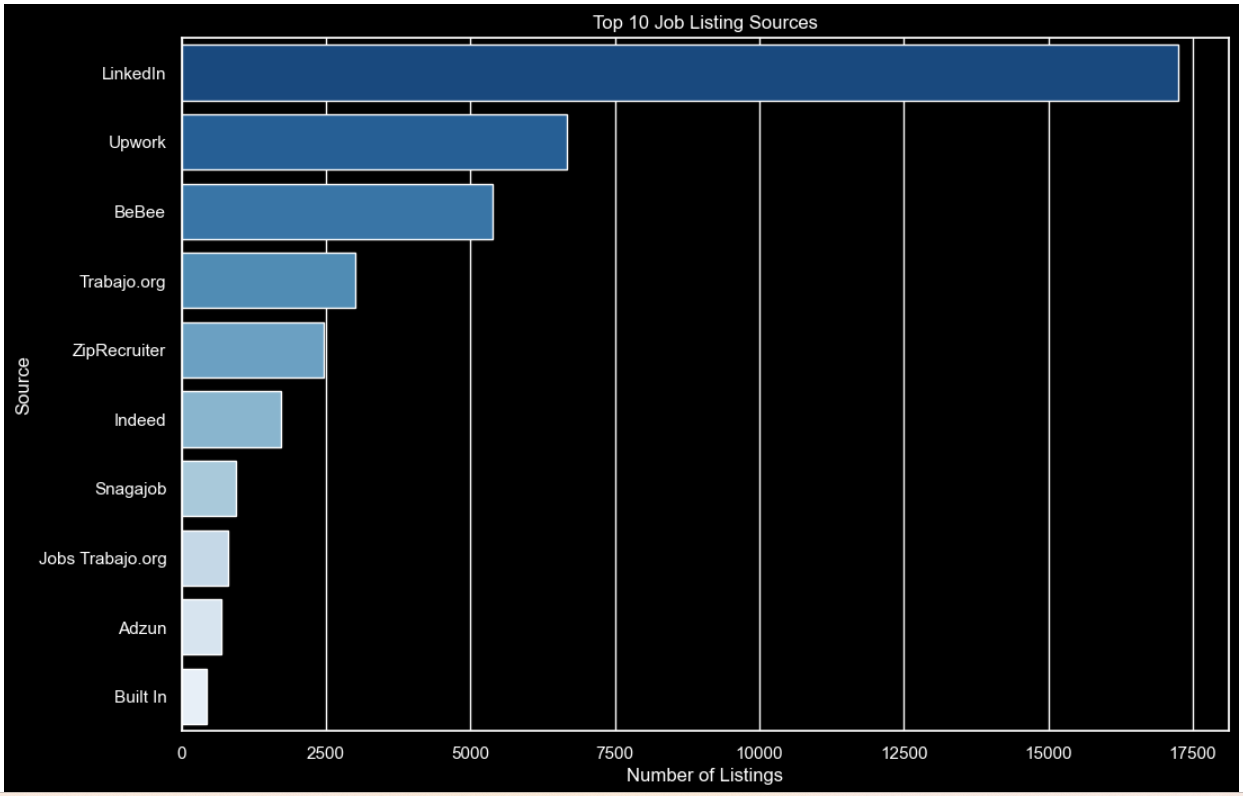 Top 10 Job Listing Sources
LinkedIn
Upwork
BeBee
Trabajo.org
ZipRecruiter
Indeed
Snagajob
Jobs Trabajo.org
Adzun
Built In
Source
0 2500 5000 7500 10000 12500 15000 17500
Number of Listings